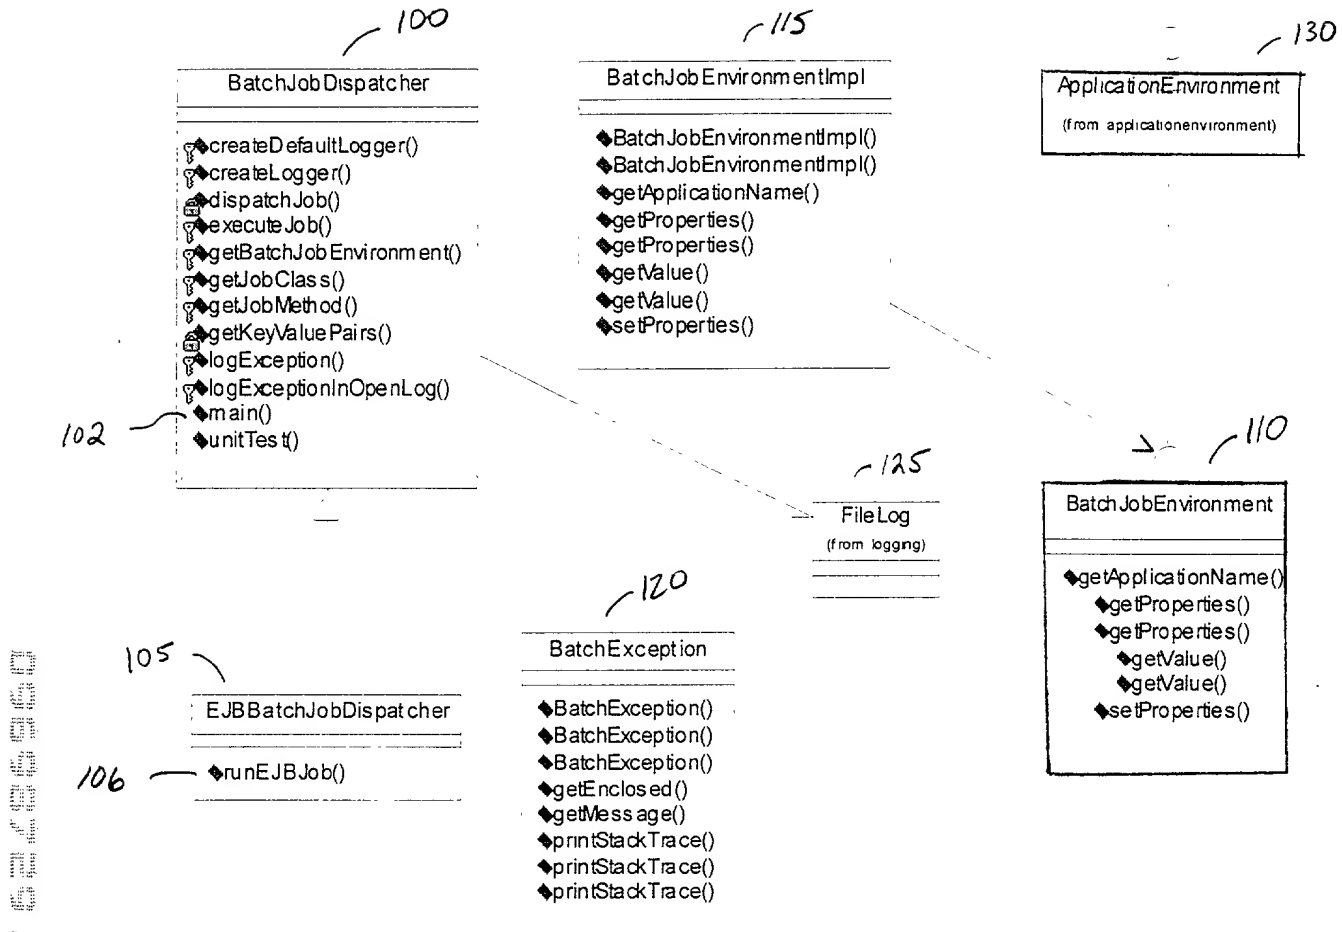 100
BatchJobDispatcher
createDefaultLogger()
createLogger()
dispatchJob()
executeJob()
getBatchJobEnvironment()
getJobClass()
getJobMethod()
getKeyValuePairs()
logException()
logExceptionInOpenLog()
main()
unitTest()
102
115
BatchJobEnvironmentImpl
BatchJobEnvironmentImpl()
BatchJobEnvironmentImpl()
getApplicationName()
getProperties()
getProperties()
getValue()
getValue()
setProperties()
130
ApplicationEnvironment
(from applicationenvironment)
125
FileLog
(from logging)
110
BatchJobEnvironment
getApplicationName()
getProperties()
getProperties()
getValue()
getValue()
setProperties()
105
EJBBatchJobDispatcher
runEJBJob()
106
120
BatchException
BatchException()
BatchException()
BatchException()
getEnclosed()
getMessage()
printStackTrace()
printStackTrace()
printStackTrace()